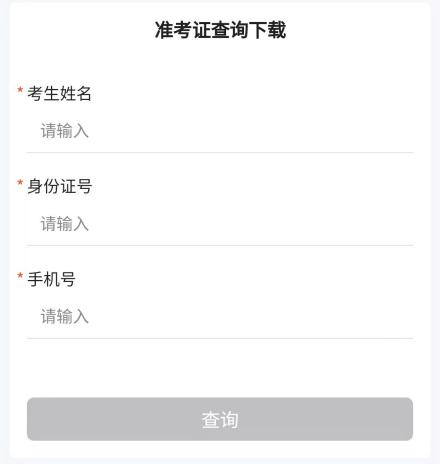 准考证查询下载
* 考生姓名
请输入
* 身份证号
请输入
* 手机号
请输入
查询